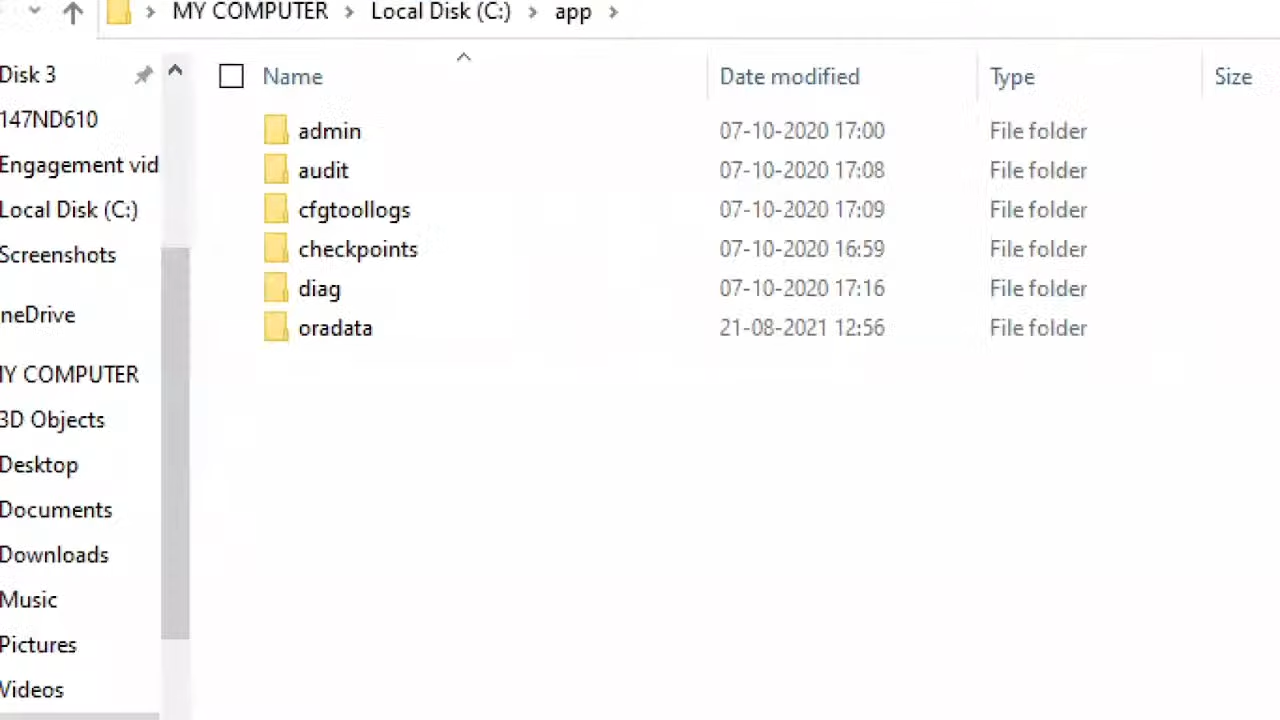 MY COMPUTER > Local Disk (C:) > app >
Name Date modified Type Size
admin 07-10-2020 17:00 File folder
audit 07-10-2020 17:08 File folder
cfgtoollogs 07-10-2020 17:09 File folder
checkpoints 07-10-2020 16:59 File folder
diag 07-10-2020 17:16 File folder
oradata 21-08-2021 12:56 File folder
Disk 3
147ND610
Engagement vid
Local Disk (C:)
Screenshots
neDrive
Y COMPUTER
3D Objects
Desktop
Documents
Downloads
Music
Pictures
Videos